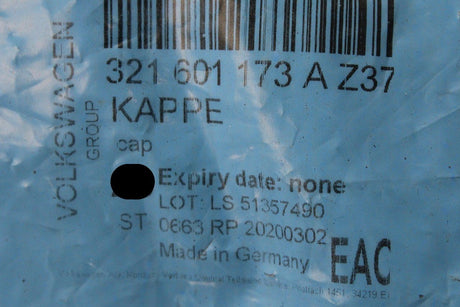 VOLKSWAGEN
GROUP
321 601 173 A Z37
KAPPE
cap
Expiry date: none
LOT: LS 51357490
ST 0663 RP 20200302
Made in Germany
EAC